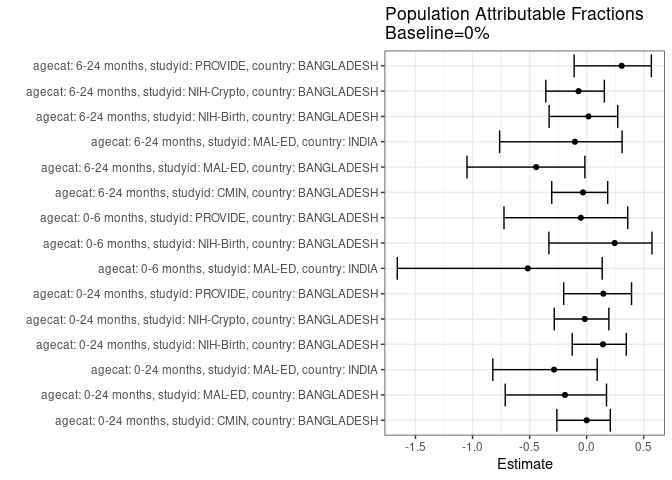 Population Attributable Fractions
Baseline=0%
agecat: 6-24 months, studyid: PROVIDE, country: BANGLADESH
agecat: 6-24 months, studyid: NIH-Crypto, country: BANGLADESH
agecat: 6-24 months, studyid: NIH-Birth, country: BANGLADESH
agecat: 6-24 months, studyid: MAL-ED, country: INDIA
agecat: 6-24 months, studyid: MAL-ED, country: BANGLADESH
agecat: 6-24 months, studyid: CMIN, country: BANGLADESH
agecat: 0-6 months, studyid: PROVIDE, country: BANGLADESH
agecat: 0-6 months, studyid: NIH-Birth, country: BANGLADESH
agecat: 0-6 months, studyid: MAL-ED, country: INDIA
agecat: 0-24 months, studyid: PROVIDE, country: BANGLADESH
agecat: 0-24 months, studyid: NIH-Crypto, country: BANGLADESH
agecat: 0-24 months, studyid: NIH-Birth, country: BANGLADESH
agecat: 0-24 months, studyid: MAL-ED, country: INDIA
agecat: 0-24 months, studyid: MAL-ED, country: BANGLADESH
agecat: 0-24 months, studyid: CMIN, country: BANGLADESH
-1.5 -1.0 -0.5 0.0 0.5
Estimate